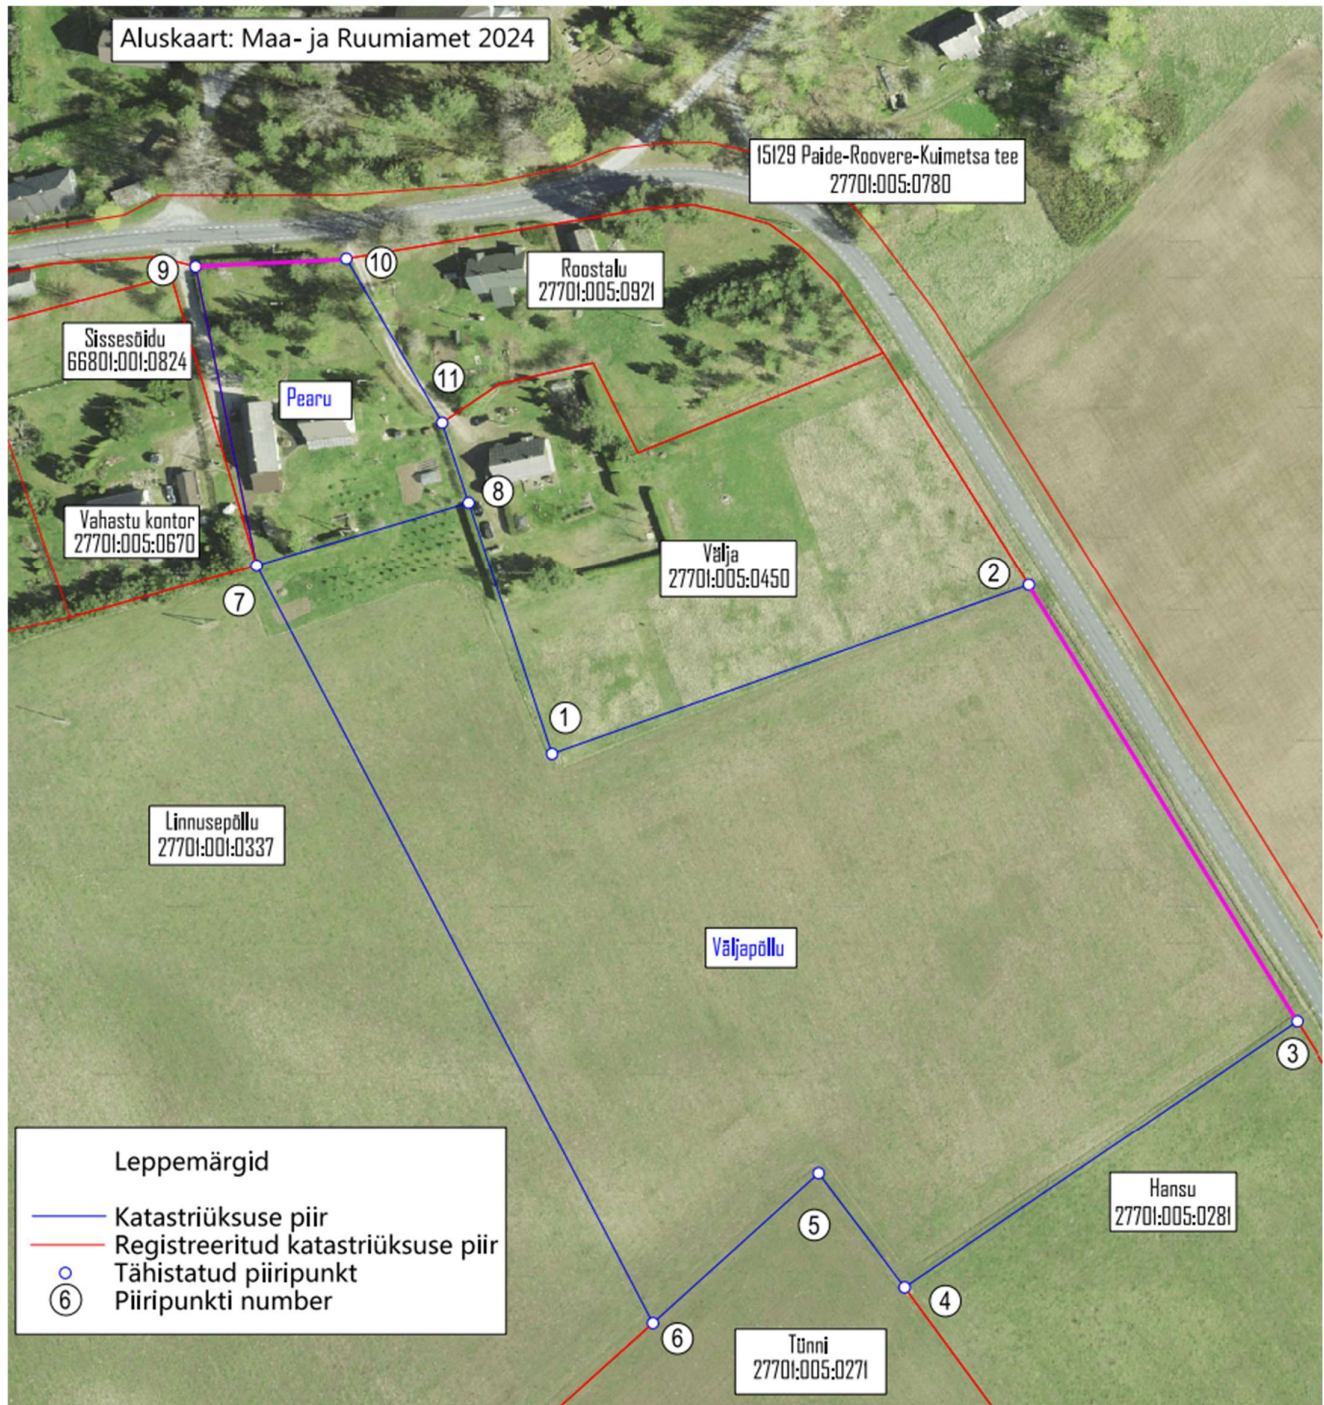 Aluskaart: Maa- ja Ruumiamet 2024
15129 Paide-Roovere-Kuimetsa tee
27701:005:0780
9
10
Roostalu
27701:005:0921
Sissesõidu
66801:001:0824
Pearu
11
8
Vahastu kontor
27701:005:0670
Välja
27701:005:0450
2
7
1
Linnusepõllu
27701:001:0337
Väljapõllu
3
Hansu
27701:005:0281
5
4
6
Tünni
27701:005:0271
Leppemärgid
Katastriüksuse piir
Registreeritud katastriüksuse piir
Tähistatud piiripunkt
6 Piiripunkti number